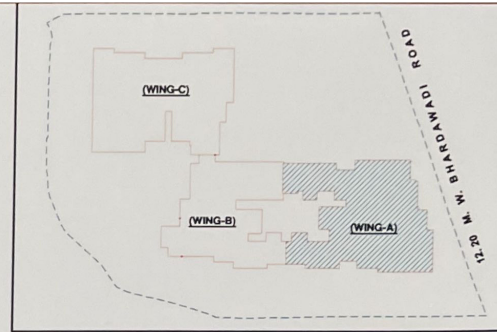 (WING-C)
(WING-B)
(WING-A)
12.20 M. W. BHARDAWADI ROAD